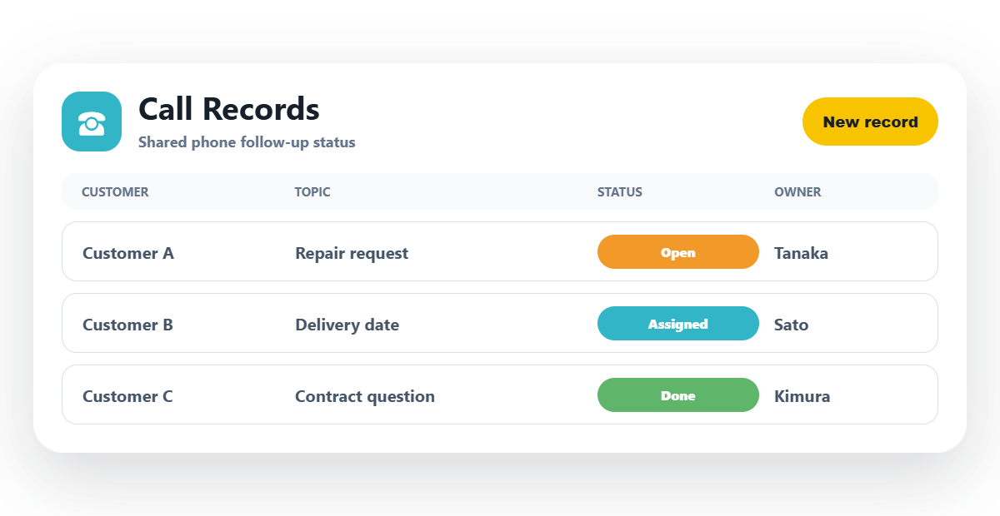 Call Records
Shared phone follow-up status
New record
CUSTOMER TOPIC STATUS OWNER
Customer A Repair request Open Tanaka
Customer B Delivery date Assigned Sato
Customer C Contract question Done Kimura